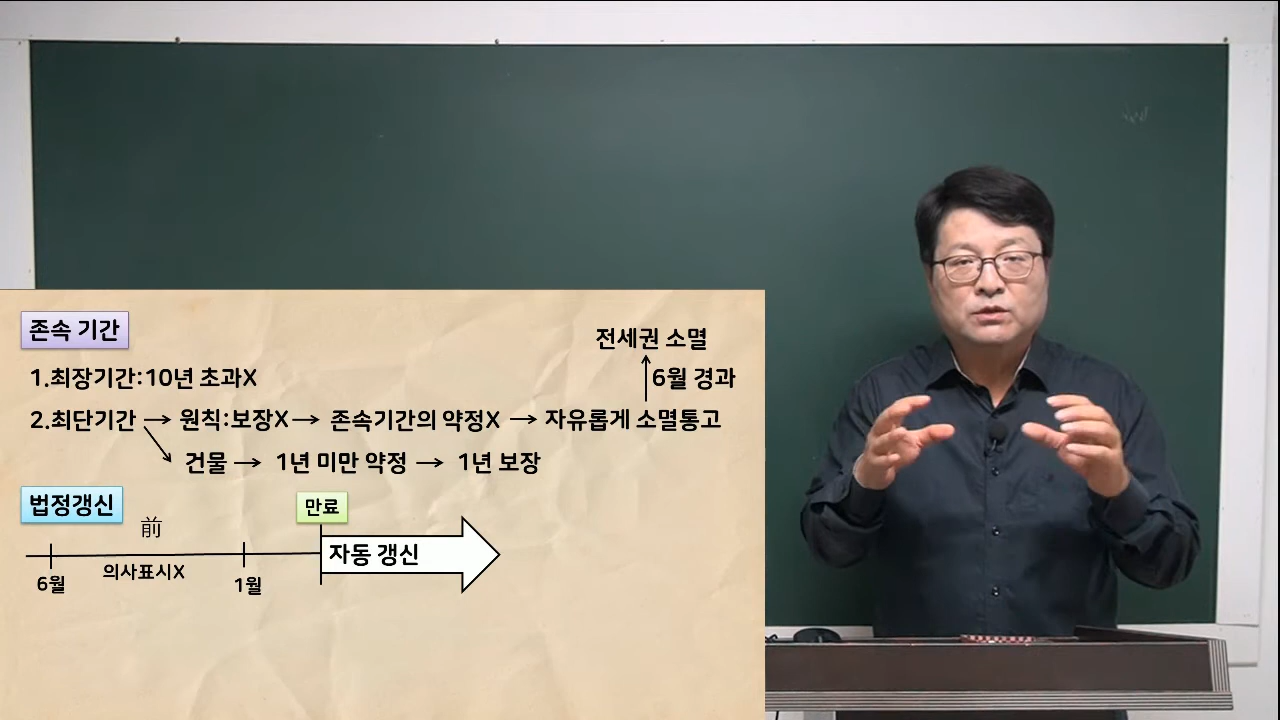 존속 기간
전세권 소멸
1.최장기간:10년 초과X
6월 경과
2.최단기간 → 원칙:보장X → 존속기간의 약정X → 자유롭게 소멸통고
건물 → 1년 미만 약정 → 1년 보장
법정갱신
만료
前
자동 갱신
6월
의사표시X
1월